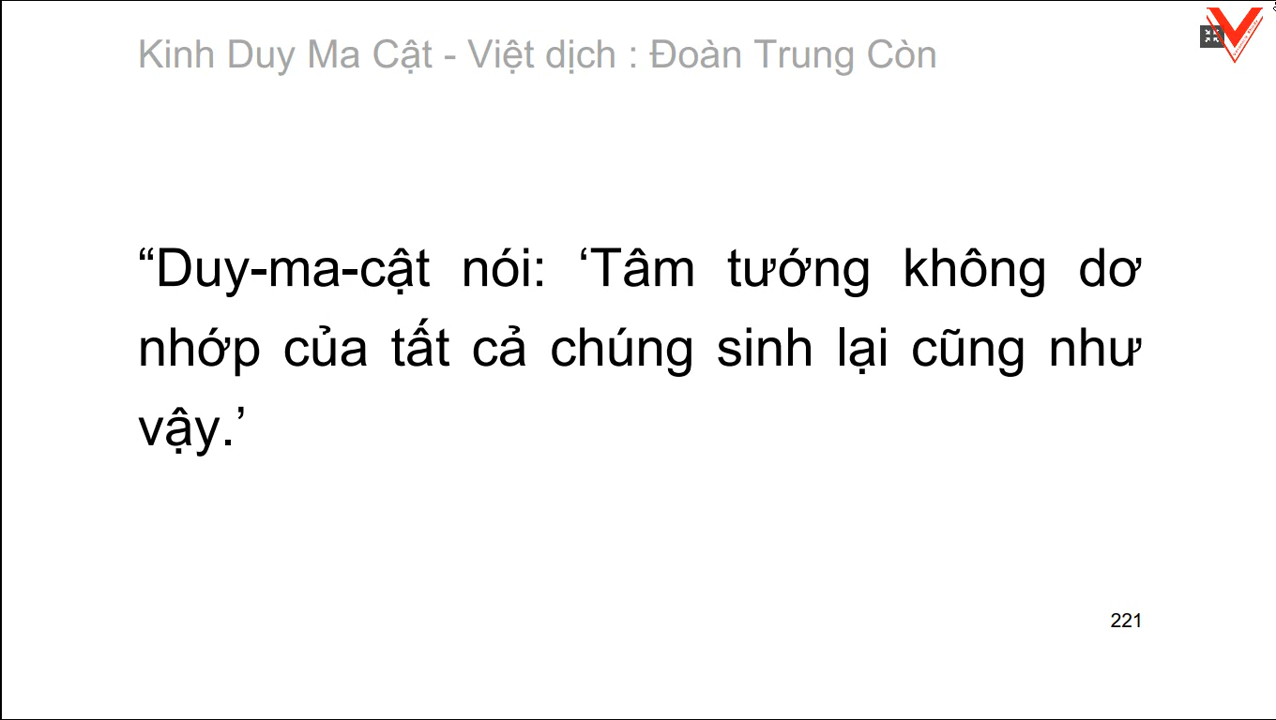 Kinh Duy Ma Cật - Việt dịch : Đoàn Trung Còn
“Duy-ma-cật nói: ‘Tâm tướng không dơ
nhớp của tất cả chúng sinh lại cũng như
vậy.’
221